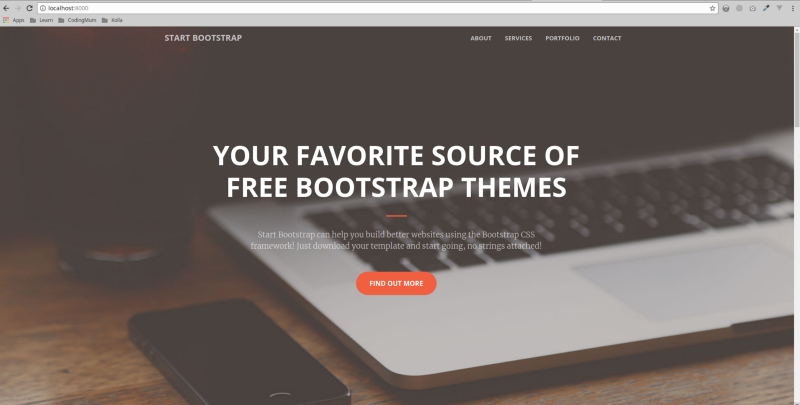 localhost:8000
Apps Learn CodingMum Kolla
START BOOTSTRAP ABOUT SERVICES PORTFOLIO CONTACT
YOUR FAVORITE SOURCE OF
FREE BOOTSTRAP THEMES
Start Bootstrap can help you build better websites using the Bootstrap CSS
framework! Just download your template and start going, no strings attached!
FIND OUT MORE